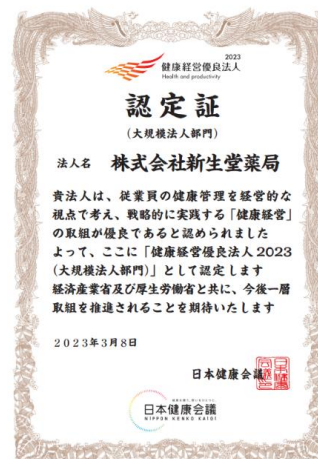 2023
健康経営優良法人
Health and productivity
認定証
(大規模法人部門)
法人名 株式会社新生堂薬局
貴法人は、従業員の健康管理を経営的な
視点で考え、戦略的に実践する「健康経営」
の取組が優良であると認められました
よって、ここに「健康経営優良法人2023
(大規模法人部門)」として認定します
経済産業省及び厚生労働省と共に、今後一層
取組を推進されることを期待いたします
2023年3月8日
日本健康会議
日本健康会議
NIPPON KENKO KAIGI